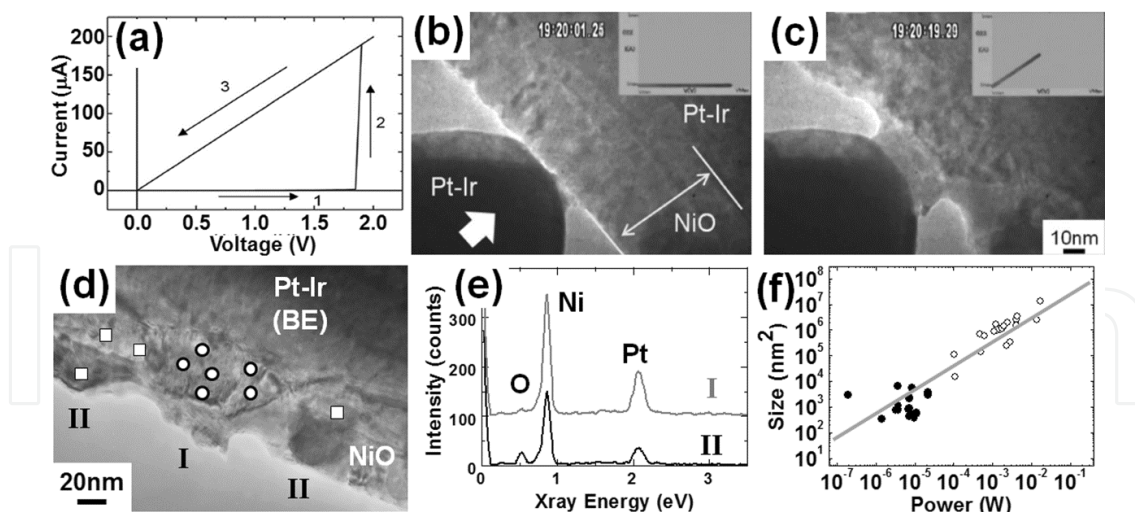 (a)
200
150
100
50
0
Current (µA)
3
2
1
0.0 0.5 1.0 1.5 2.0
Voltage (V)
(b)
19:20:01.25
Pt-Ir
Pt-Ir
NiO
(c)
19:20:19.29
10nm
(d)
Pt-Ir
(BE)
II
I
II
NiO
20nm
(e)
300
200
100
0
Intensity (counts)
Ni
Pt
O
I
II
0 1 2 3
Xray Energy (eV)
(f)
10⁸
10⁷
10⁶
10⁵
10⁴
10³
10²
10¹
Size (nm²)
10⁻⁷ 10⁻⁶ 10⁻⁵ 10⁻⁴ 10⁻³ 10⁻² 10⁻¹
Power (W)